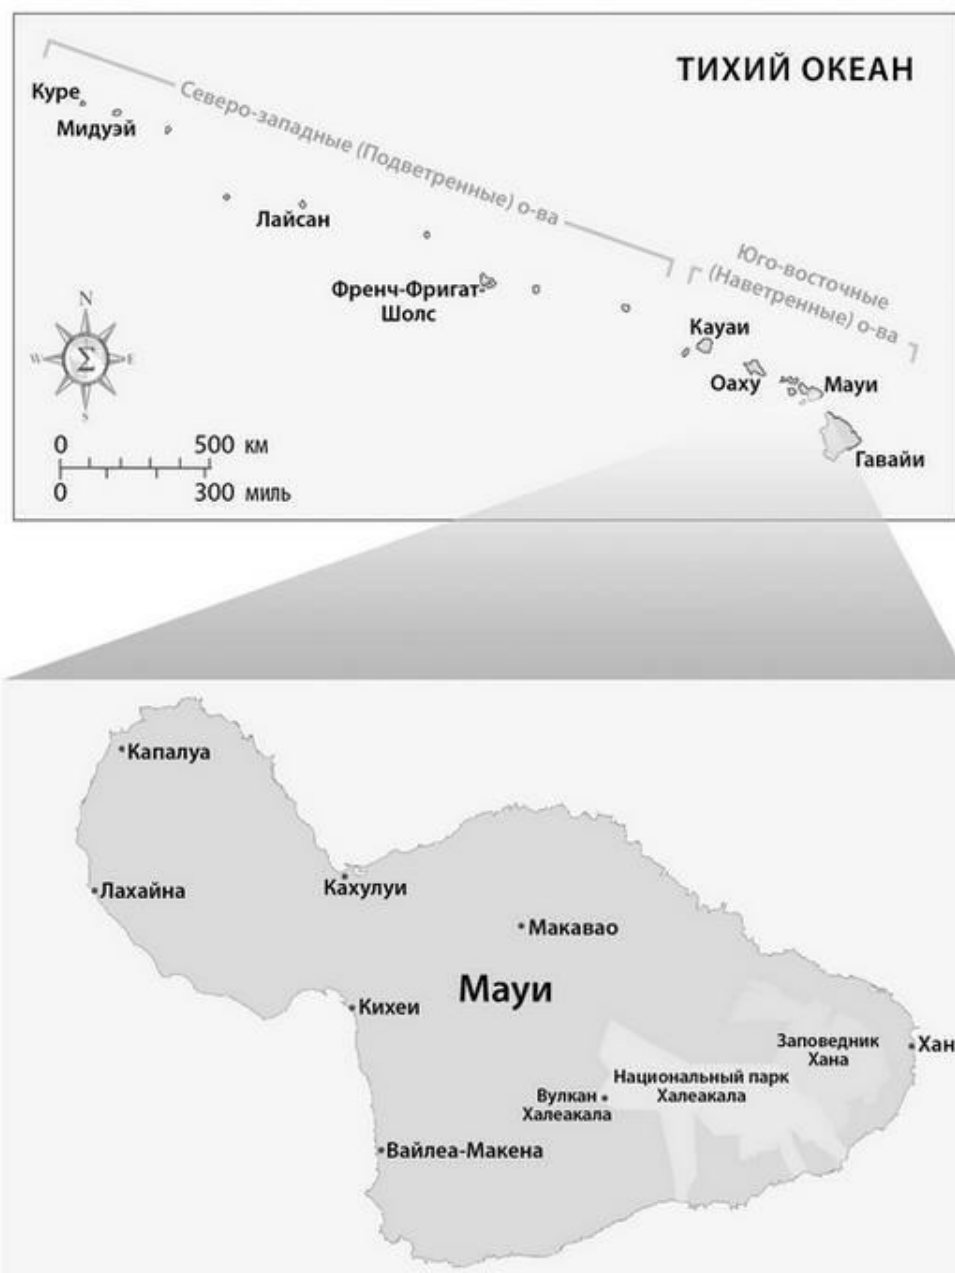 ТИХИЙ ОКЕАН
Куре
Мидуэй
Северо-западные (Подветренные) о-ва
Лайсан
Френч-Фригат-
Шолс
Юго-восточные
(Наветренные) о-ва
Кауаи
Оаху
Мауи
Гавайи
N
W
Σ
E
S
0 500 км
0 300 миль
Капалуа
Лахайна
Кахулуи
Макавао
Мауи
Кихеи
Заповедник
Хана
Хан
Национальный парк
Халеакала
Вулкан
Халеакала
Вайлеа-Макена